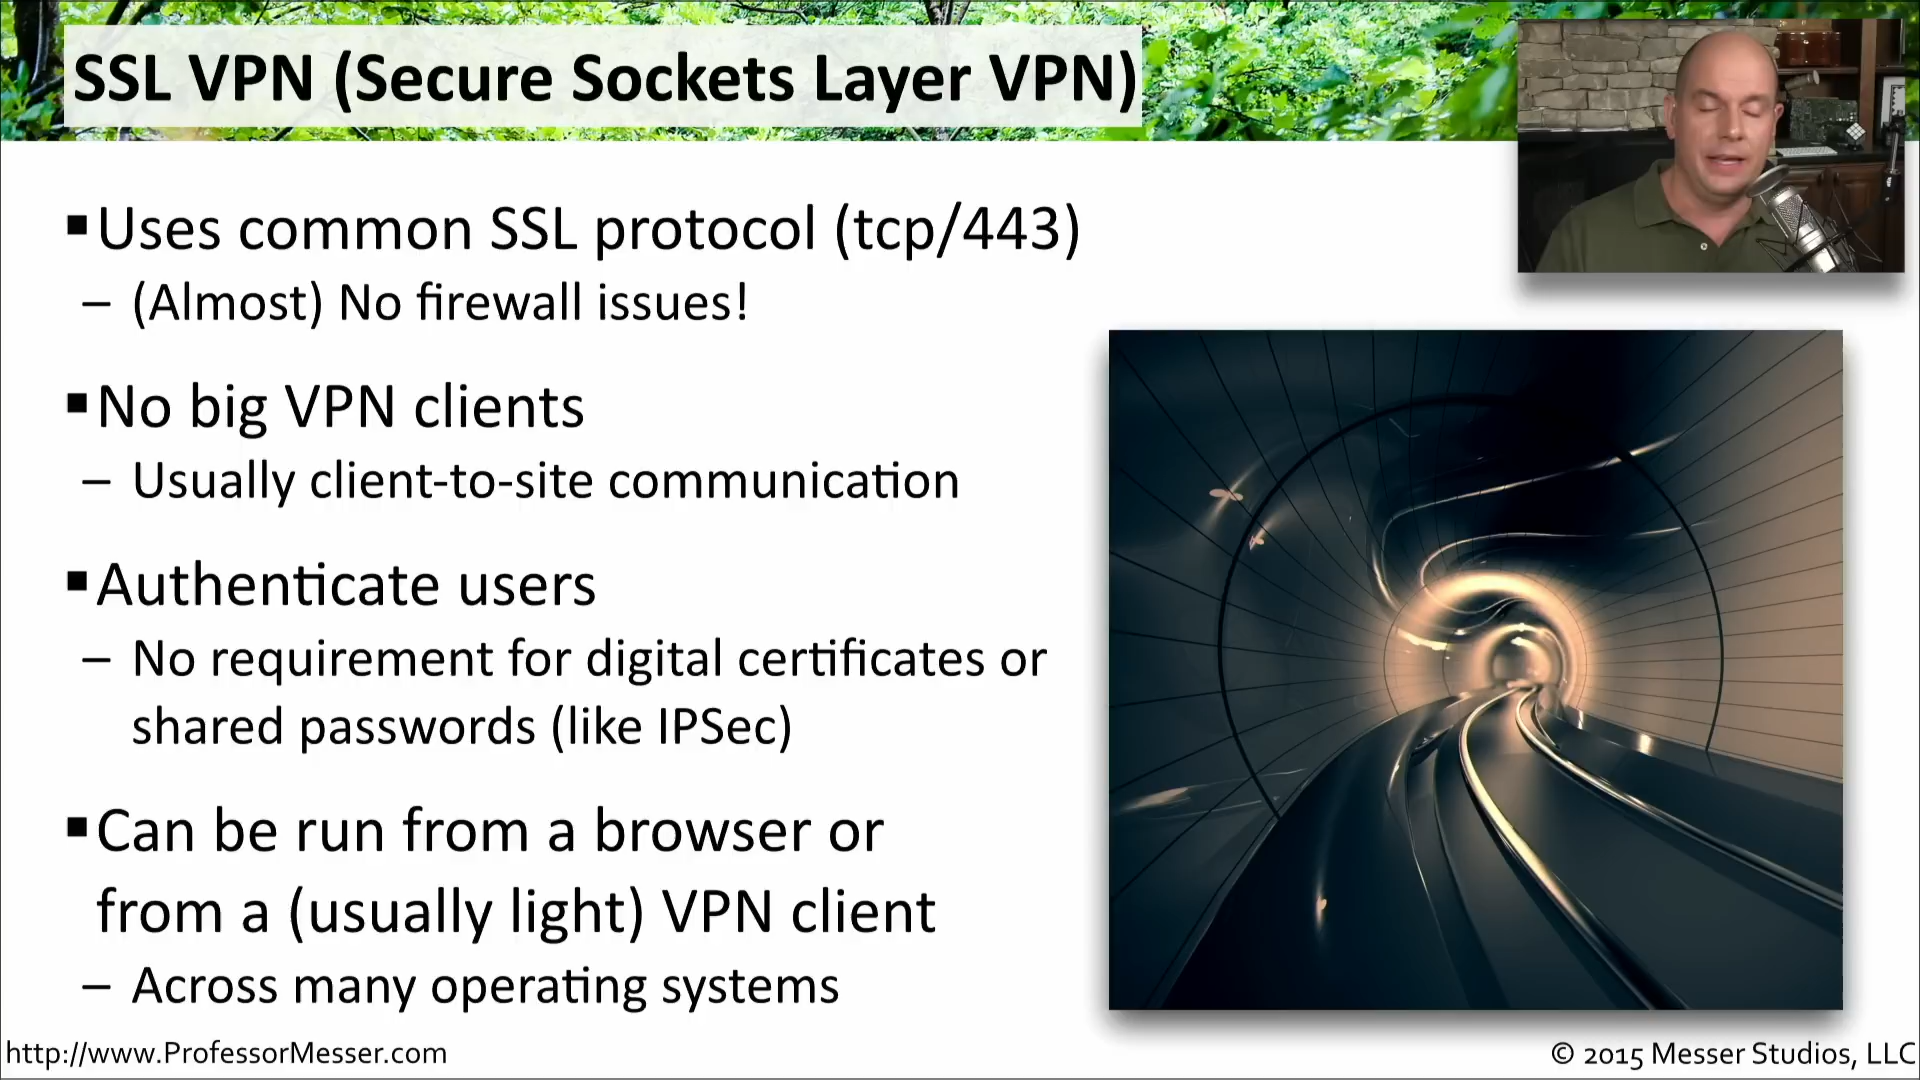 SSL VPN (Secure Sockets Layer VPN)
▪Uses common SSL protocol (tcp/443)
– (Almost) No firewall issues!
▪No big VPN clients
– Usually client-to-site communication
▪Authenticate users
– No requirement for digital certificates or
shared passwords (like IPSec)
▪Can be run from a browser or
from a (usually light) VPN client
– Across many operating systems
http://www.ProfessorMesser.com
© 2015 Messer Studios, LLC